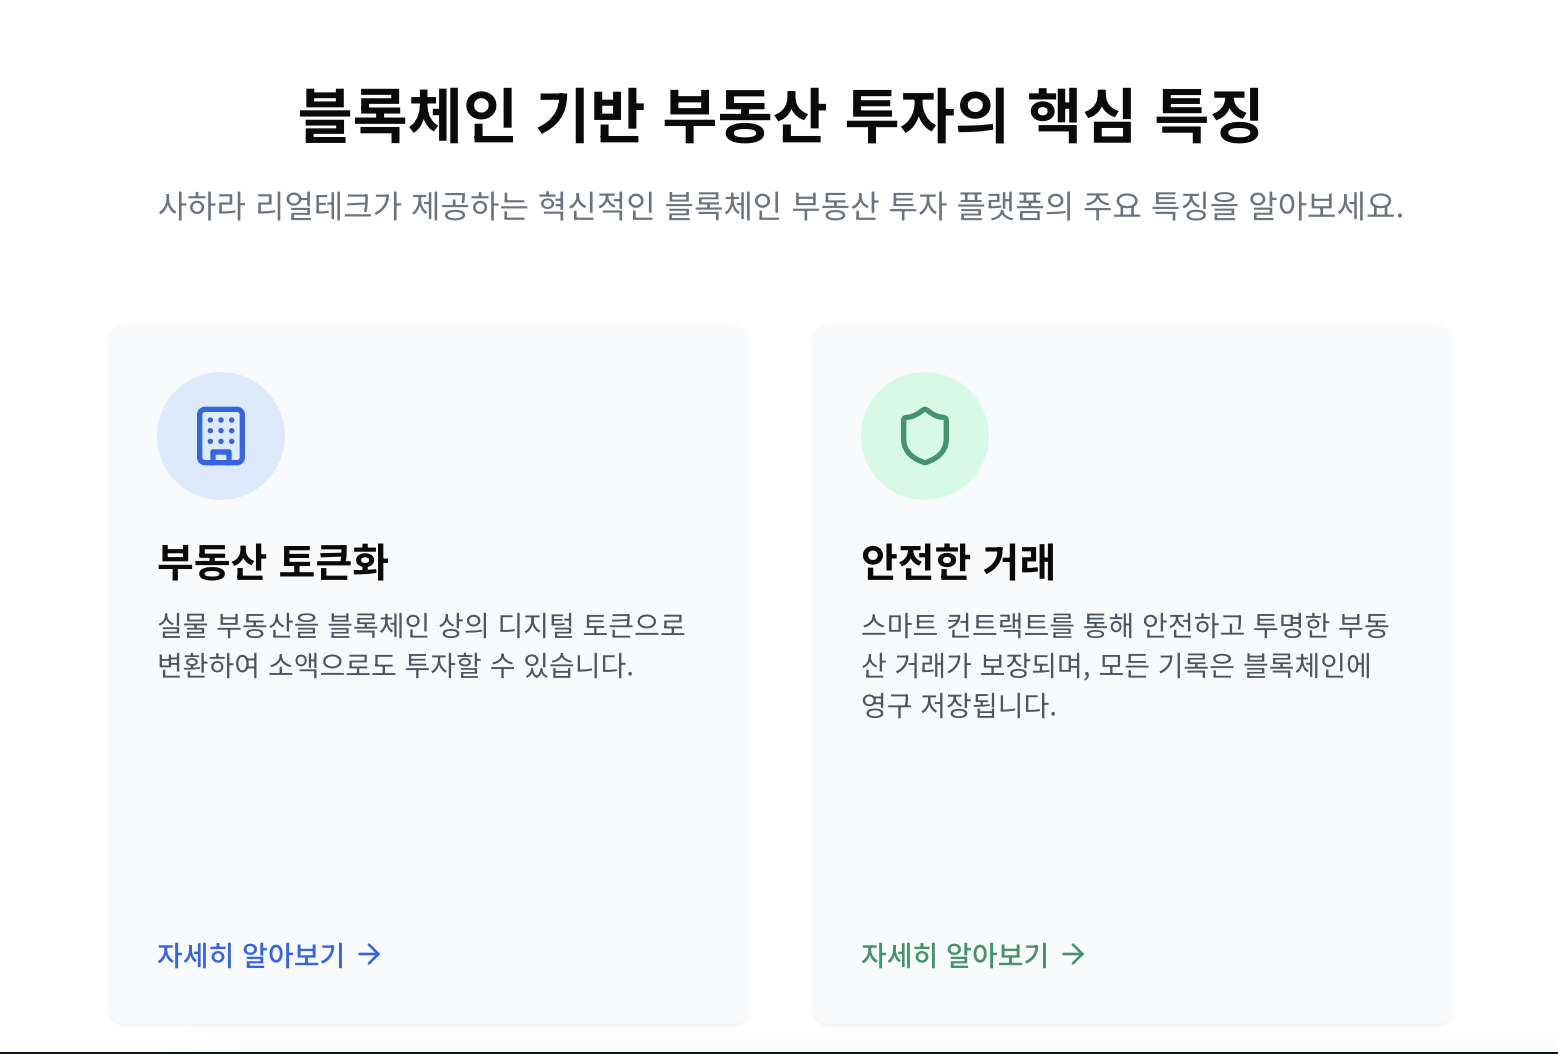 블록체인 기반 부동산 투자의 핵심 특징
사하라 리얼테크가 제공하는 혁신적인 블록체인 부동산 투자 플랫폼의 주요 특징을 알아보세요.
부동산 토큰화
실물 부동산을 블록체인 상의 디지털 토큰으로
변환하여 소액으로도 투자할 수 있습니다.
자세히 알아보기 →
안전한 거래
스마트 컨트랙트를 통해 안전하고 투명한 부동
산 거래가 보장되며, 모든 기록은 블록체인에
영구 저장됩니다.
자세히 알아보기 →